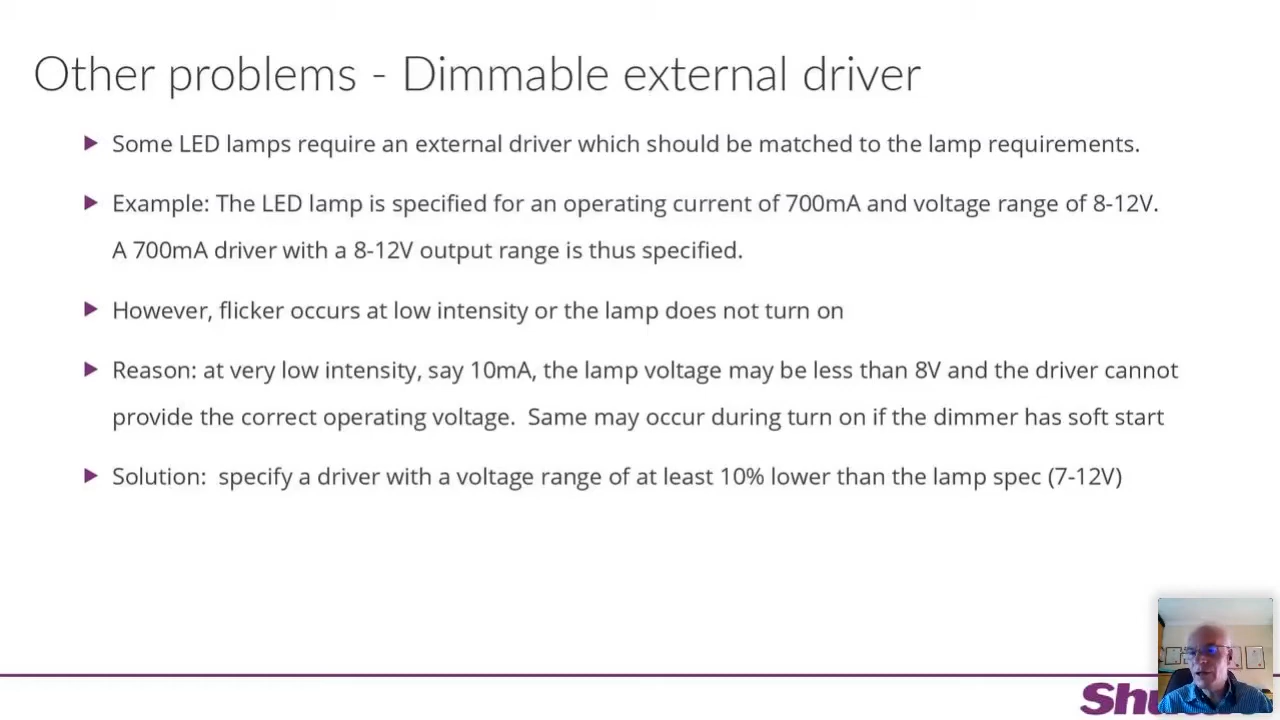 Other problems - Dimmable external driver
Some LED lamps require an external driver which should be matched to the lamp requirements.
Example: The LED lamp is specified for an operating current of 700mA and voltage range of 8-12V.
A 700mA driver with a 8-12V output range is thus specified.
However, flicker occurs at low intensity or the lamp does not turn on
Reason: at very low intensity, say 10mA, the lamp voltage may be less than 8V and the driver cannot
provide the correct operating voltage.  Same may occur during turn on if the dimmer has soft start
Solution:  specify a driver with a voltage range of at least 10% lower than the lamp spec (7-12V)